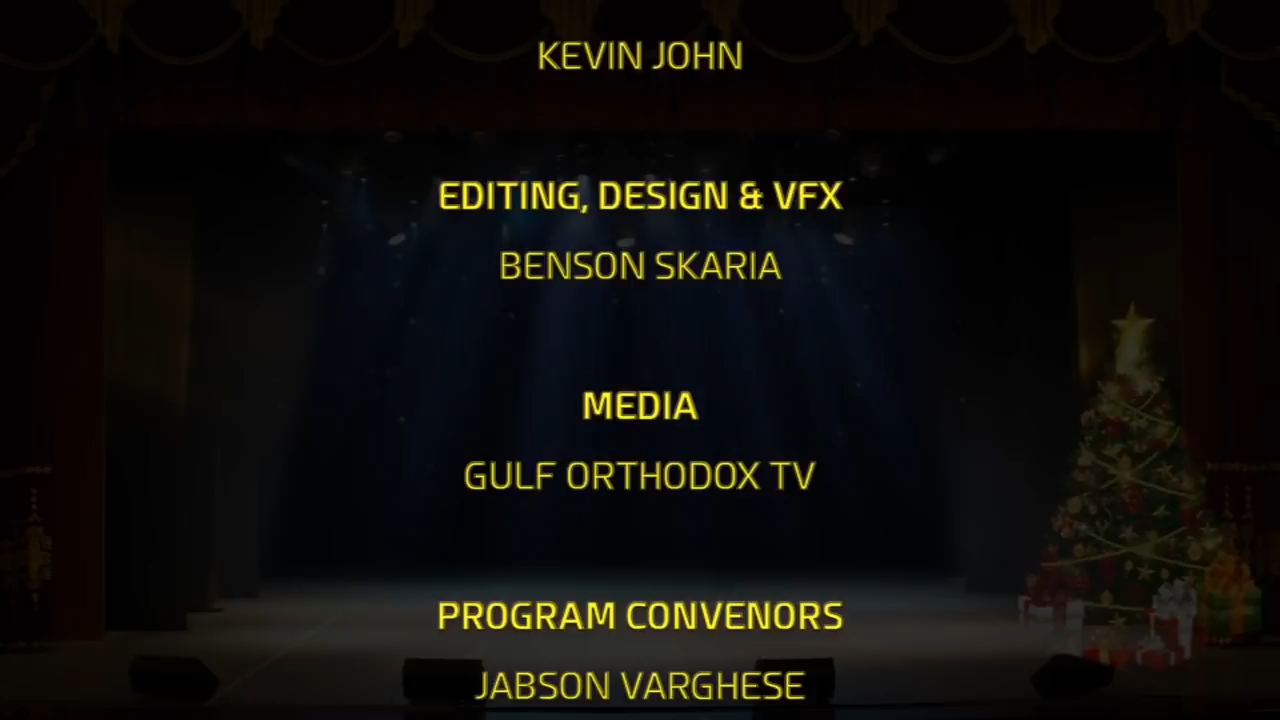 KEVIN JOHN
EDITING, DESIGN & VFX
BENSON SKARIA
MEDIA
GULF ORTHODOX TV
PROGRAM CONVENORS
JABSON VARGHESE